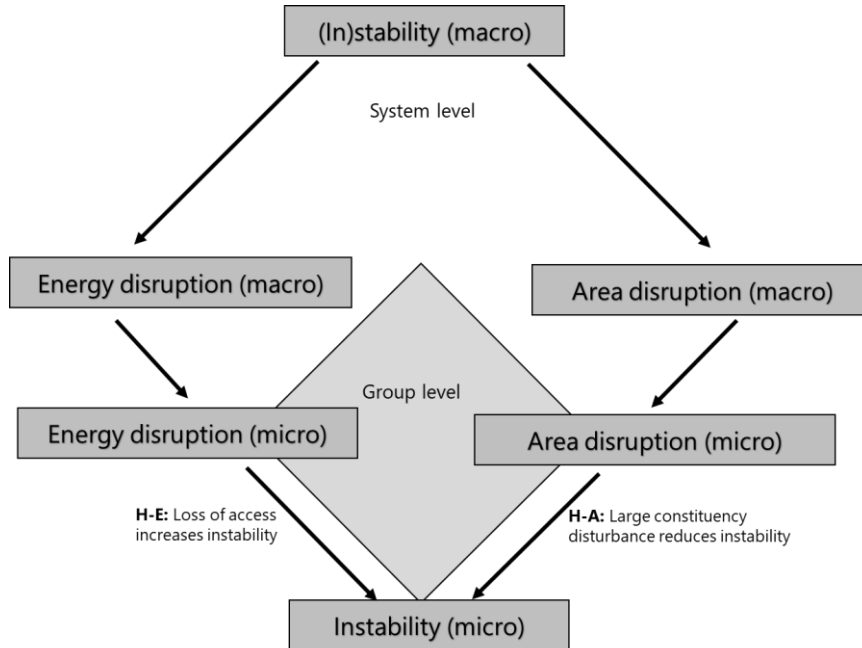 (In)stability (macro)
System level
Energy disruption (macro)
Area disruption (macro)
Group level
Energy disruption (micro)
Area disruption (micro)
H-E: Loss of access
increases instability
H-A: Large constituency
disturbance reduces instability
Instability (micro)